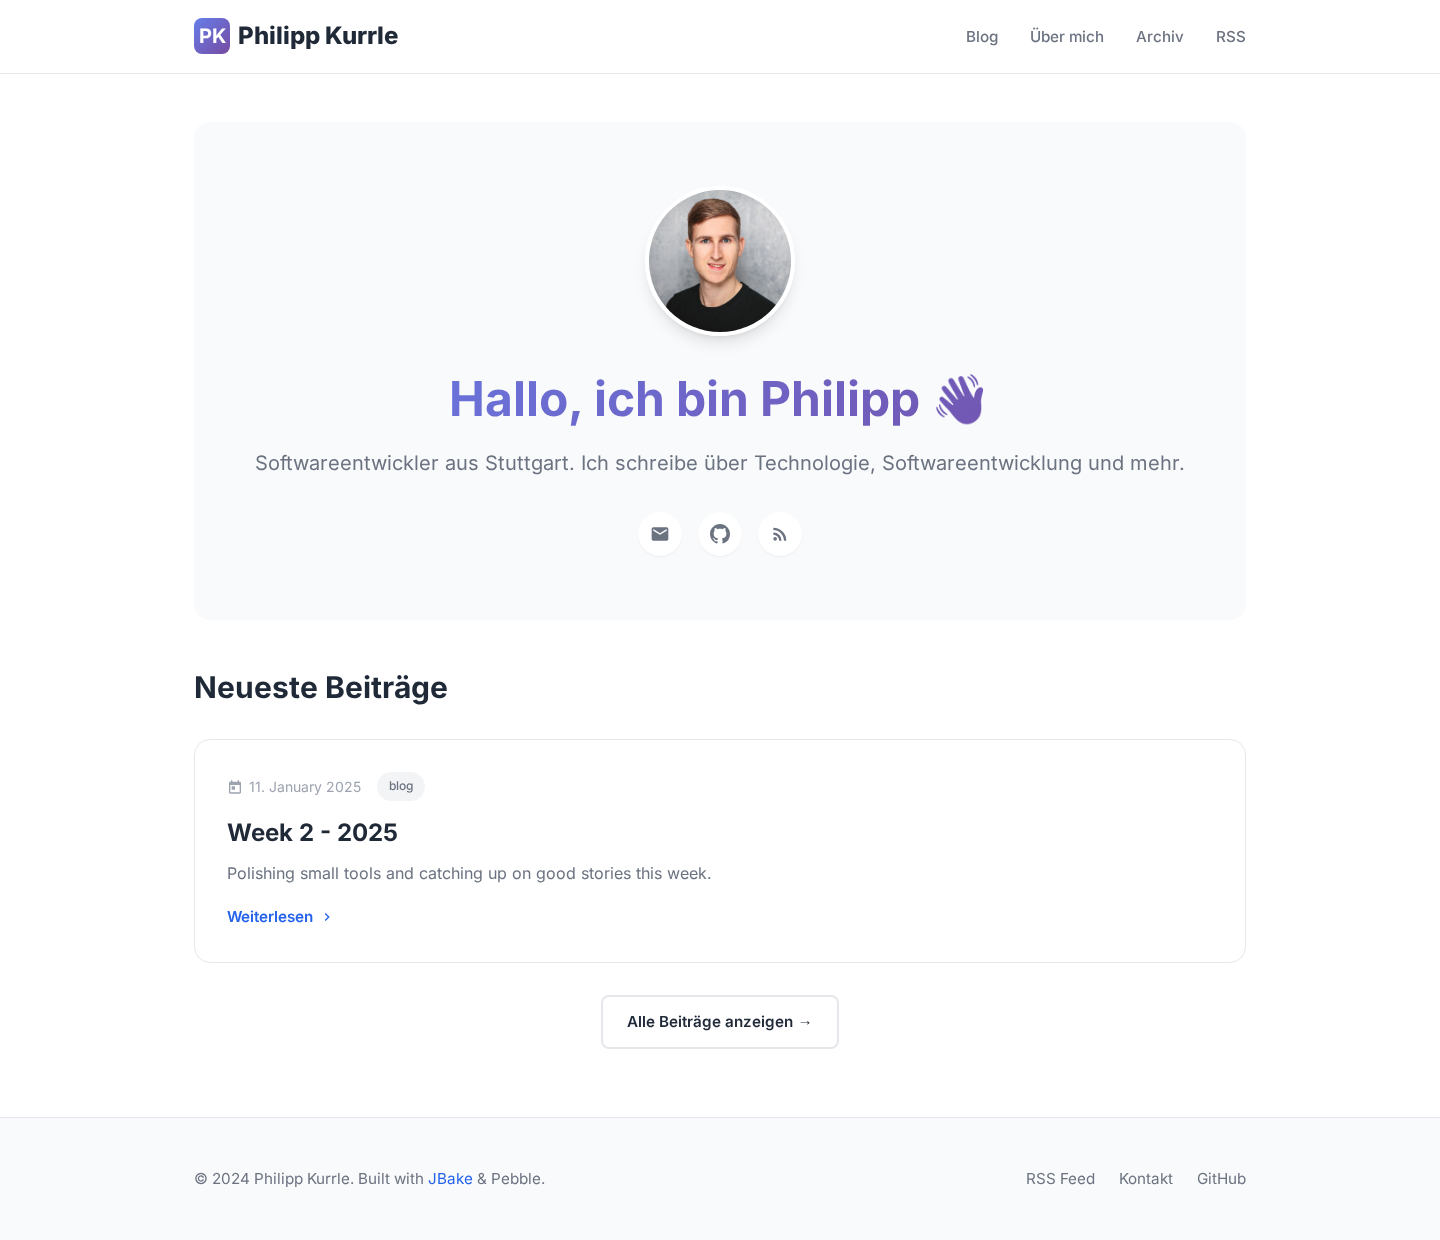 PK Philipp Kurrle
Blog Über mich Archiv RSS
Hallo, ich bin Philipp 👋
Softwareentwickler aus Stuttgart. Ich schreibe über Technologie, Softwareentwicklung und mehr.
Neueste Beiträge
11. January 2025 blog
Week 2 - 2025
Polishing small tools and catching up on good stories this week.
Weiterlesen
Alle Beiträge anzeigen →
© 2024 Philipp Kurrle. Built with JBake & Pebble.
RSS Feed Kontakt GitHub